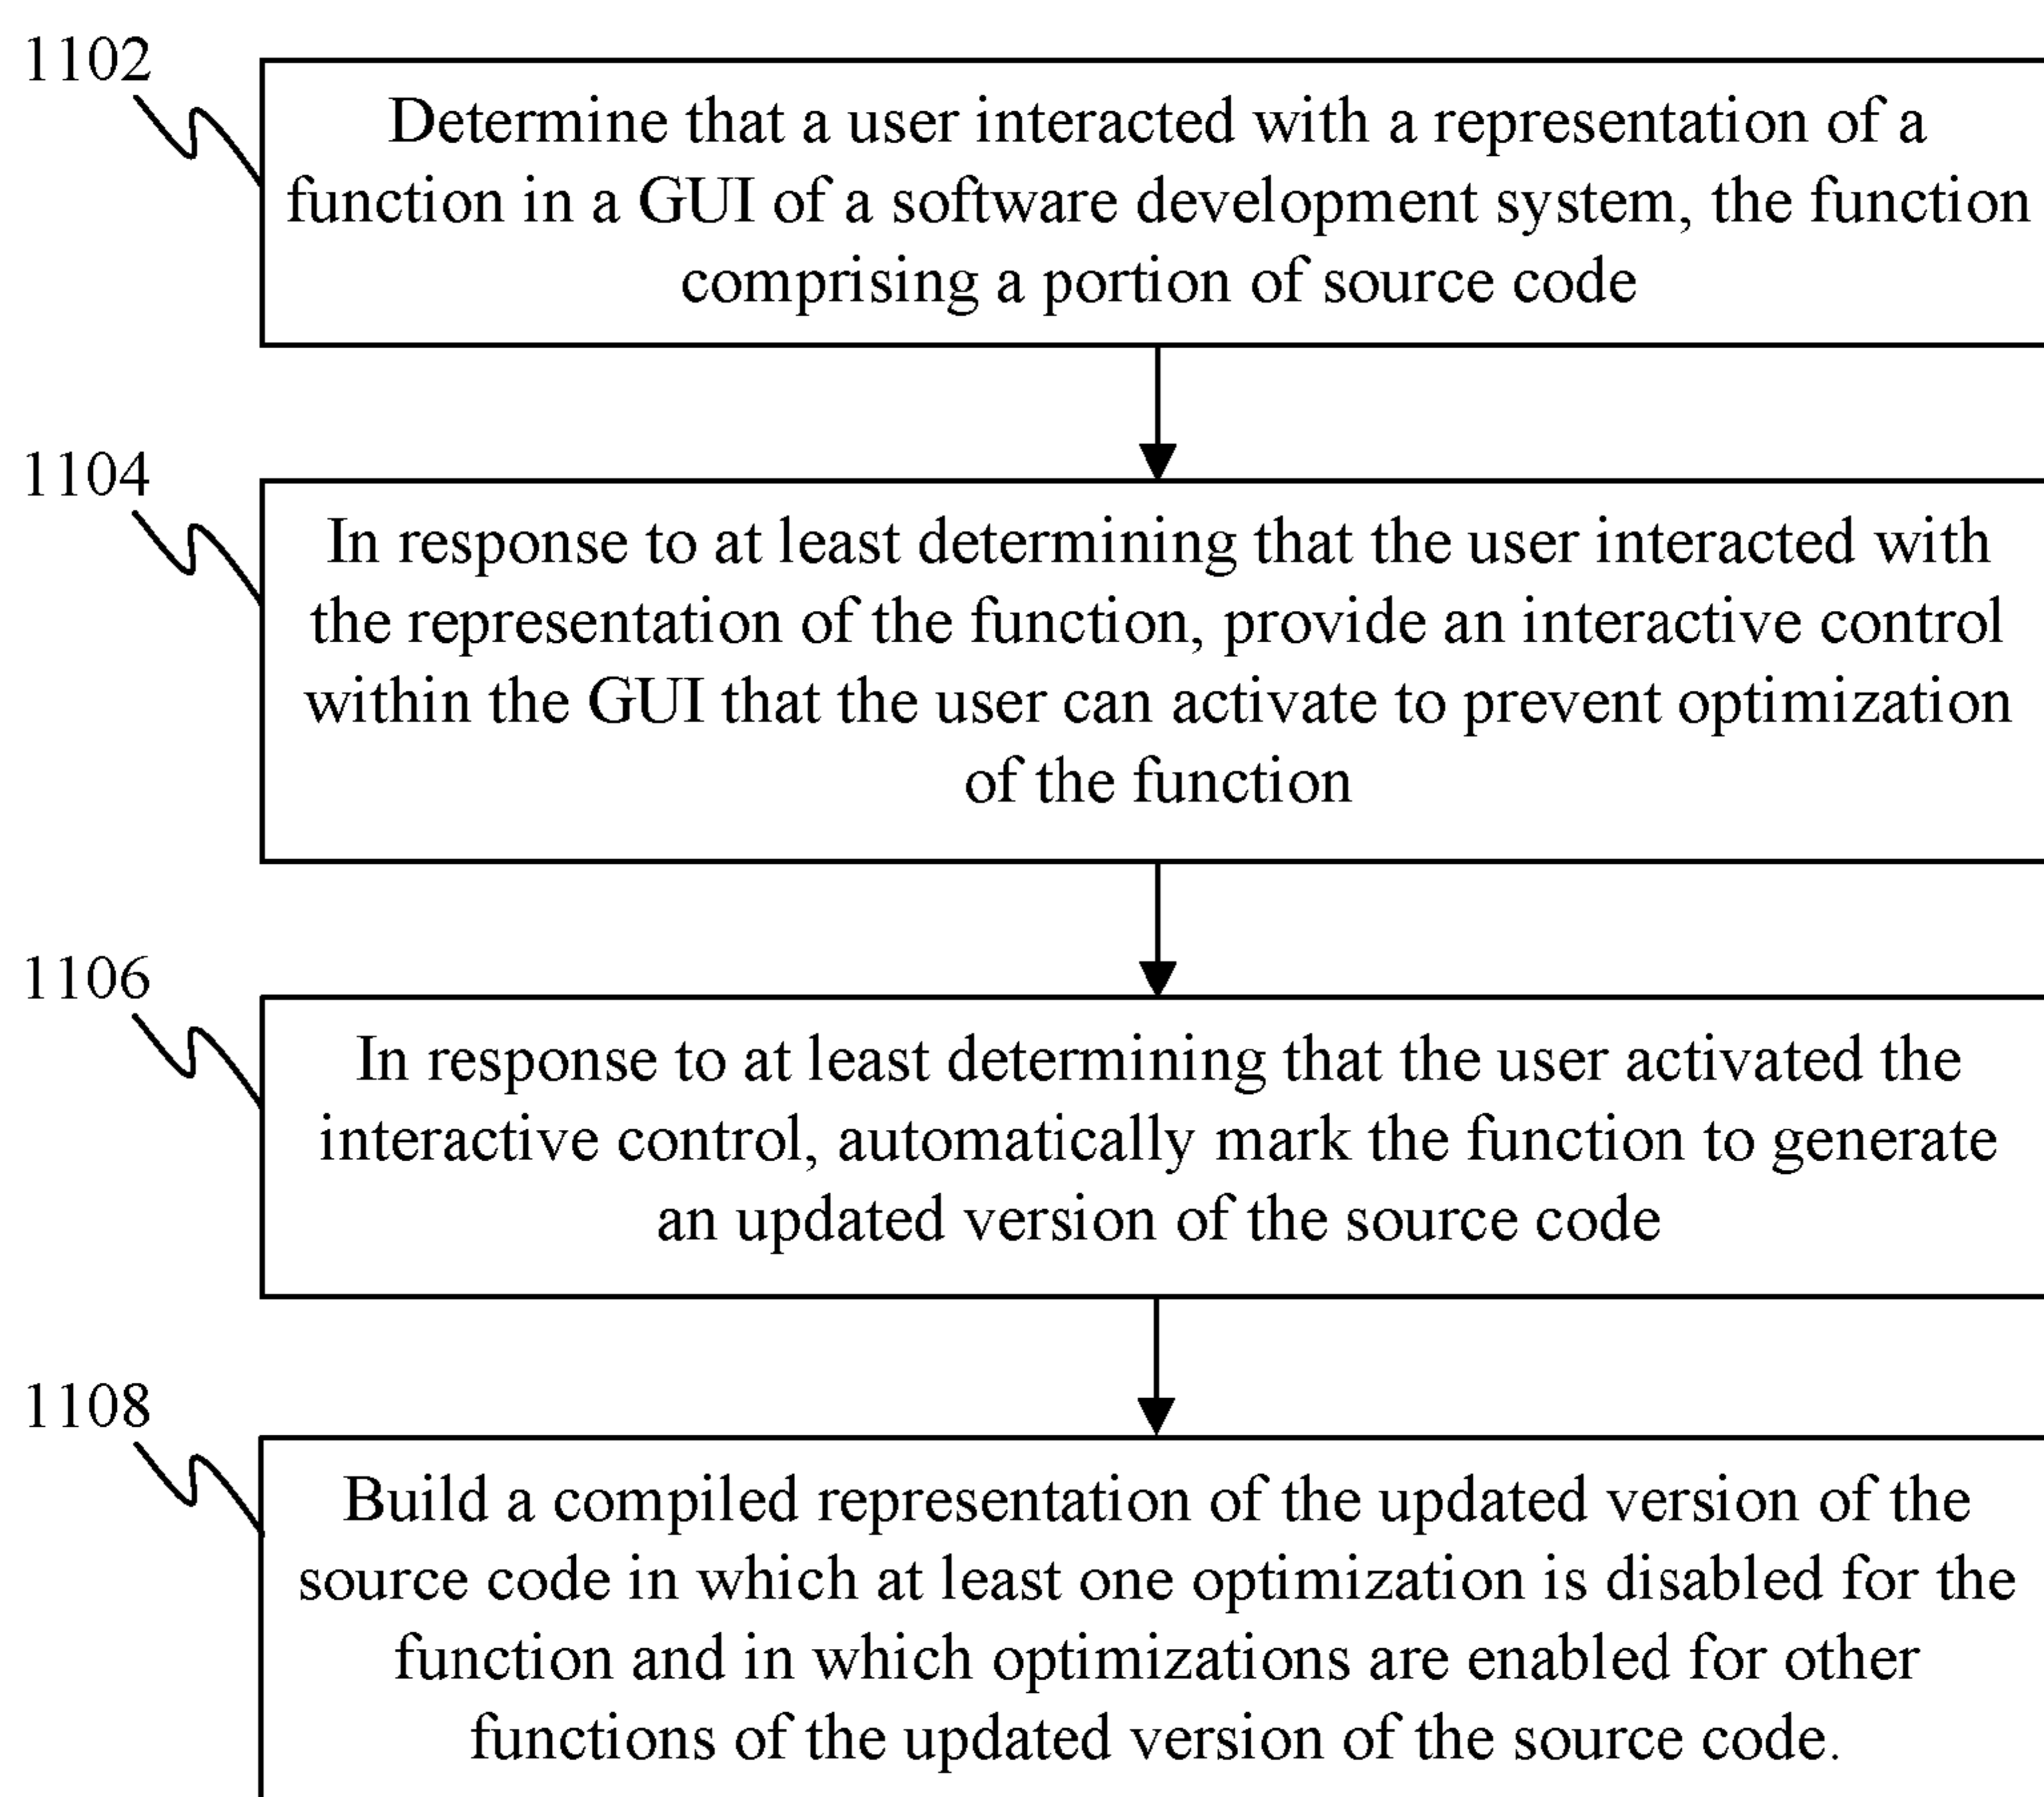 1102
Determine that a user interacted with a representation of a
function in a GUI of a software development system, the function
comprising a portion of source code
1104
In response to at least determining that the user interacted with
the representation of the function, provide an interactive control
within the GUI that the user can activate to prevent optimization
of the function
1106
In response to at least determining that the user activated the
interactive control, automatically mark the function to generate
an updated version of the source code
1108
Build a compiled representation of the updated version of the
source code in which at least one optimization is disabled for the
function and in which optimizations are enabled for other
functions of the updated version of the source code.